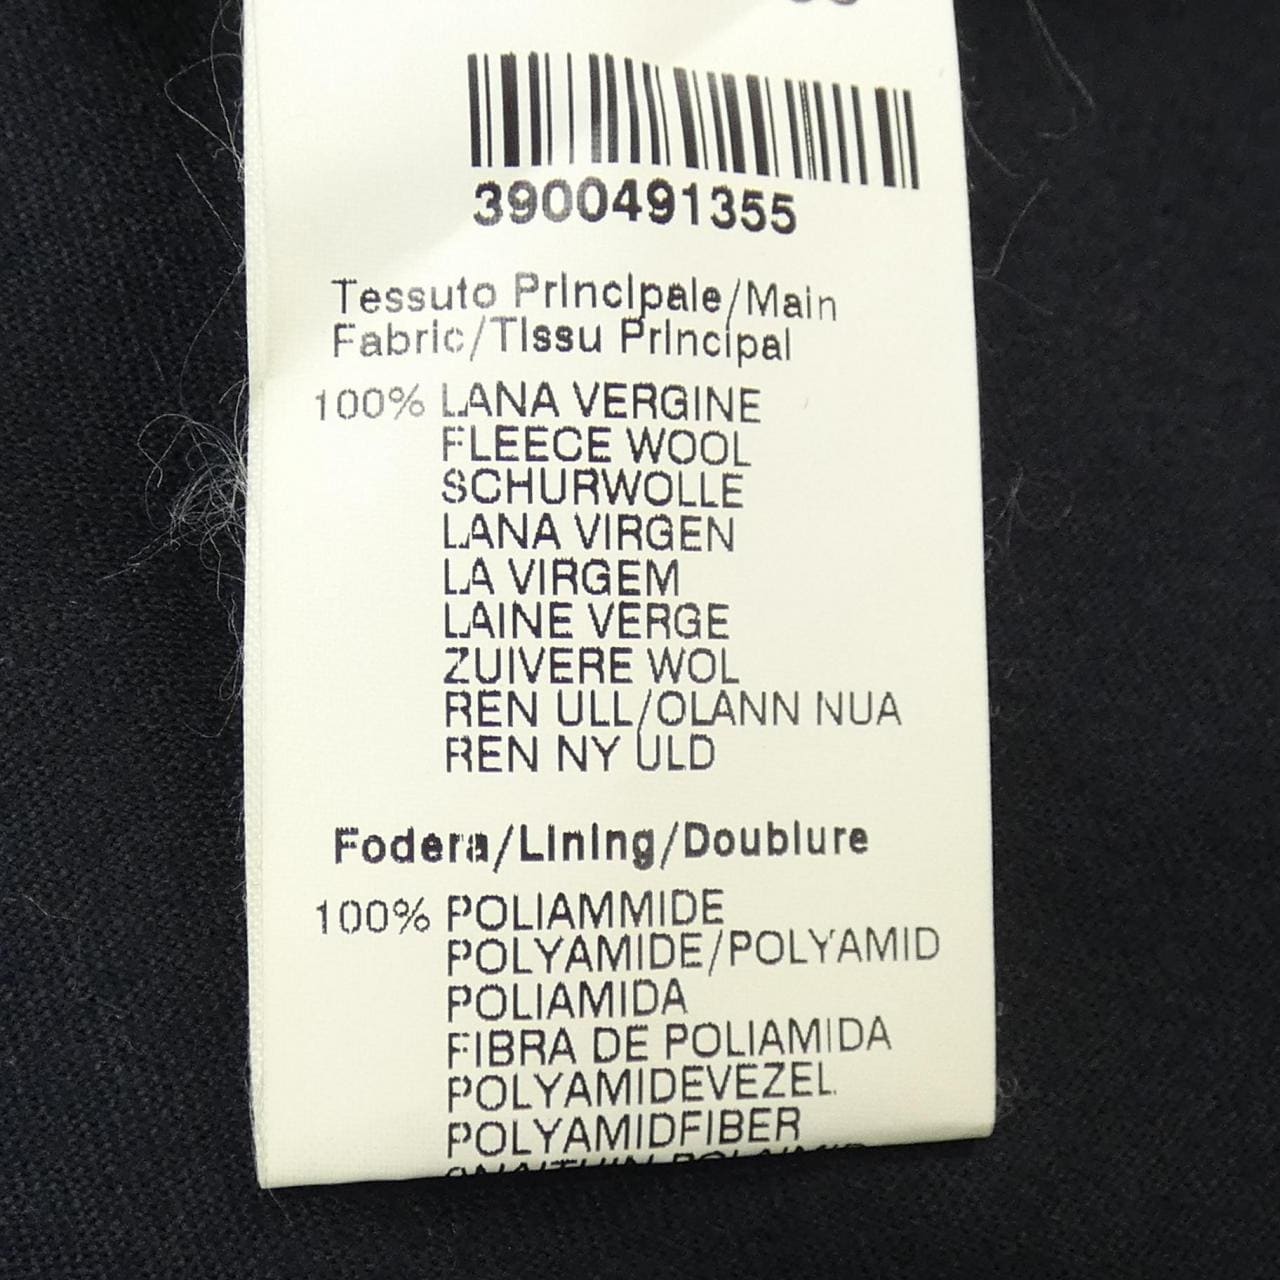 3900491355
Tessuto Principale/Main
Fabric/Tissu Principal
100% LANA VERGINE
FLEECE WOOL
SCHURWOLLE
LANA VIRGEN
LA VIRGEM
LAINE VERGE
ZUIVERE WOL
REN ULL/OLANN NUA
REN NY ULD
Fodera/Lining/Doublure
100% POLIAMMIDE
POLYAMIDE/POLYAMID
POLIAMIDA
FIBRA DE POLIAMIDA
POLYAMIDEVEZEL
POLYAMIDFIBER